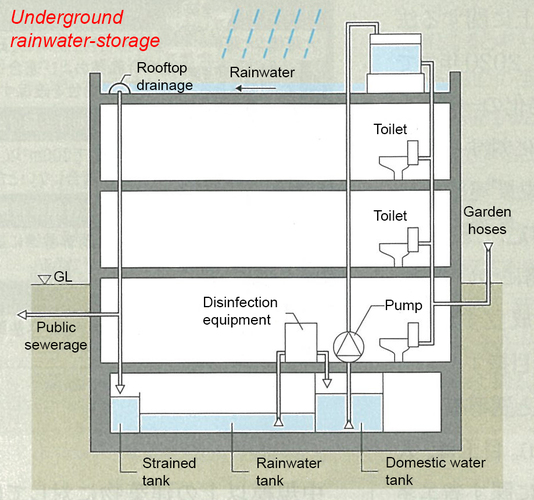 Underground
rainwater-storage
Rooftop
drainage
Rainwater
Toilet
Toilet
Garden
hoses
GL
Public
sewerage
Disinfection
equipment
Pump
Strained
tank
Rainwater
tank
Domestic water
tank